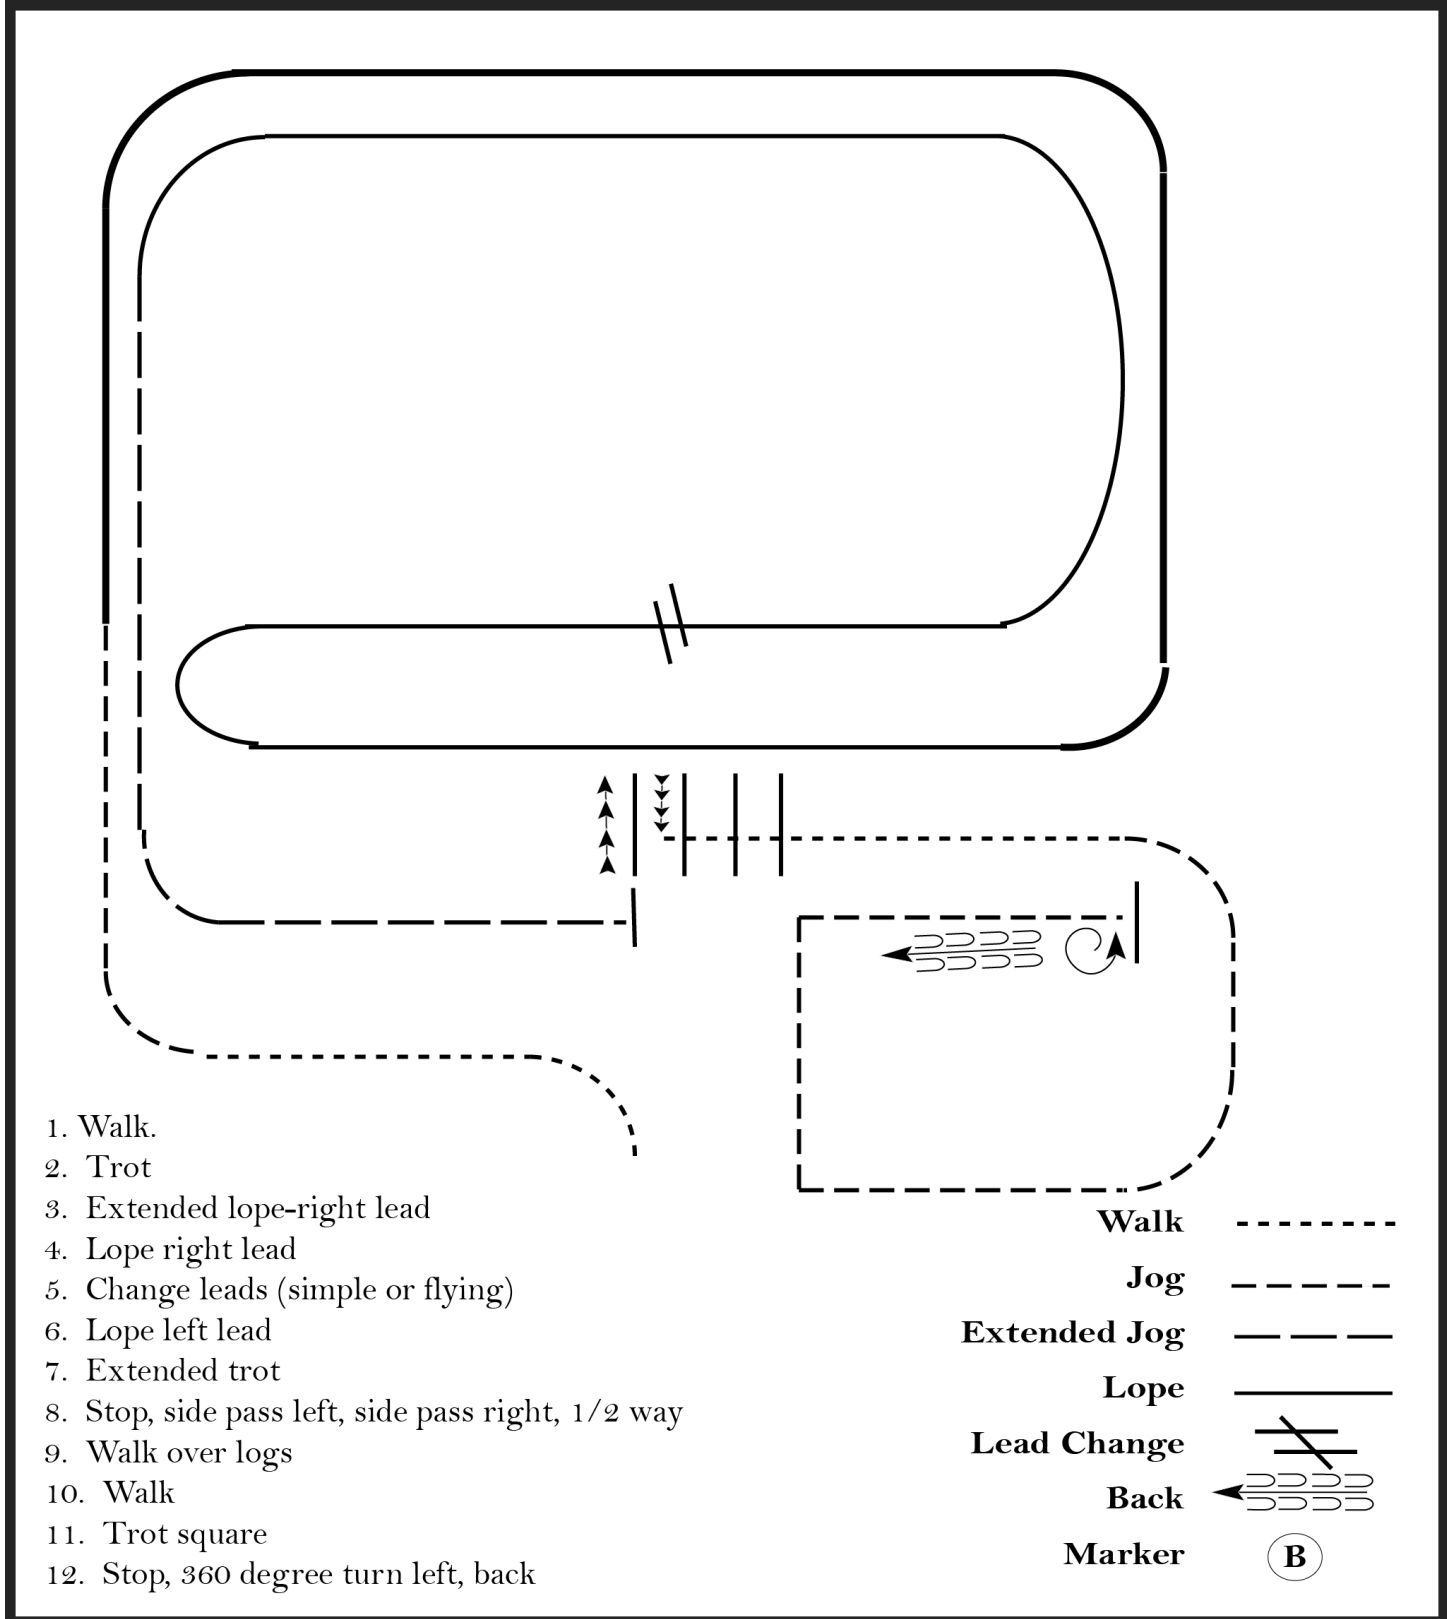 1. Walk.
2. Trot
3. Extended lope-right lead
4. Lope right lead
5. Change leads (simple or flying)
6. Lope left lead
7. Extended trot
8. Stop, side pass left, side pass right, 1/2 way
9. Walk over logs
10. Walk
11. Trot square
12. Stop, 360 degree turn left, back
Walk
Jog
Extended Jog
Lope
Lead Change
Back
Marker B